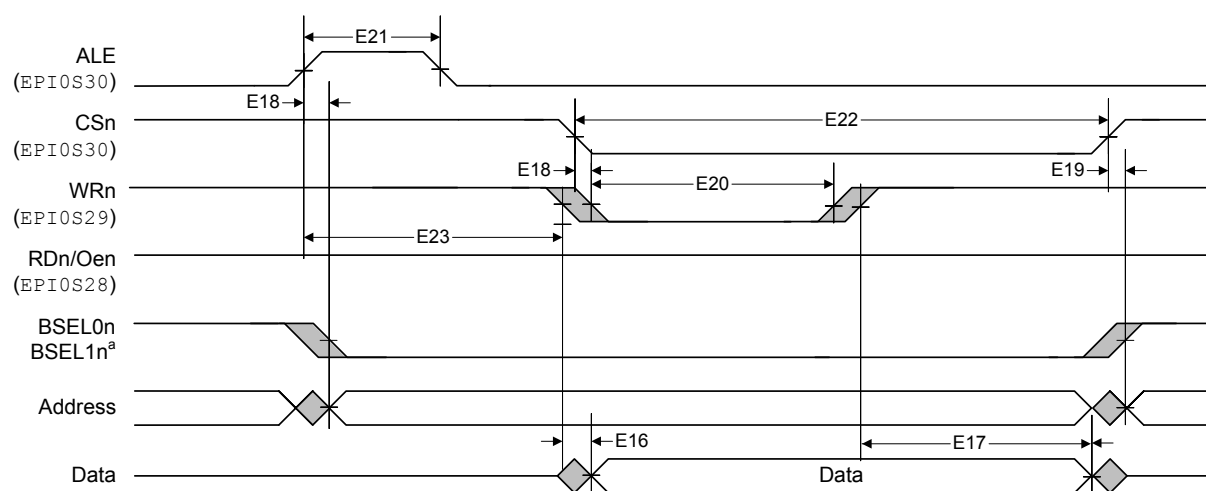 E21
ALE
(EPI0S30)
E18
CSn
E22
(EPI0S30)
E18
E19
WRn
E20
(EPI0S29)
E23
RDn/Oen
(EPI0S28)
BSEL0n
BSEL1nᵃ
Address
E16
E17
Data
Data